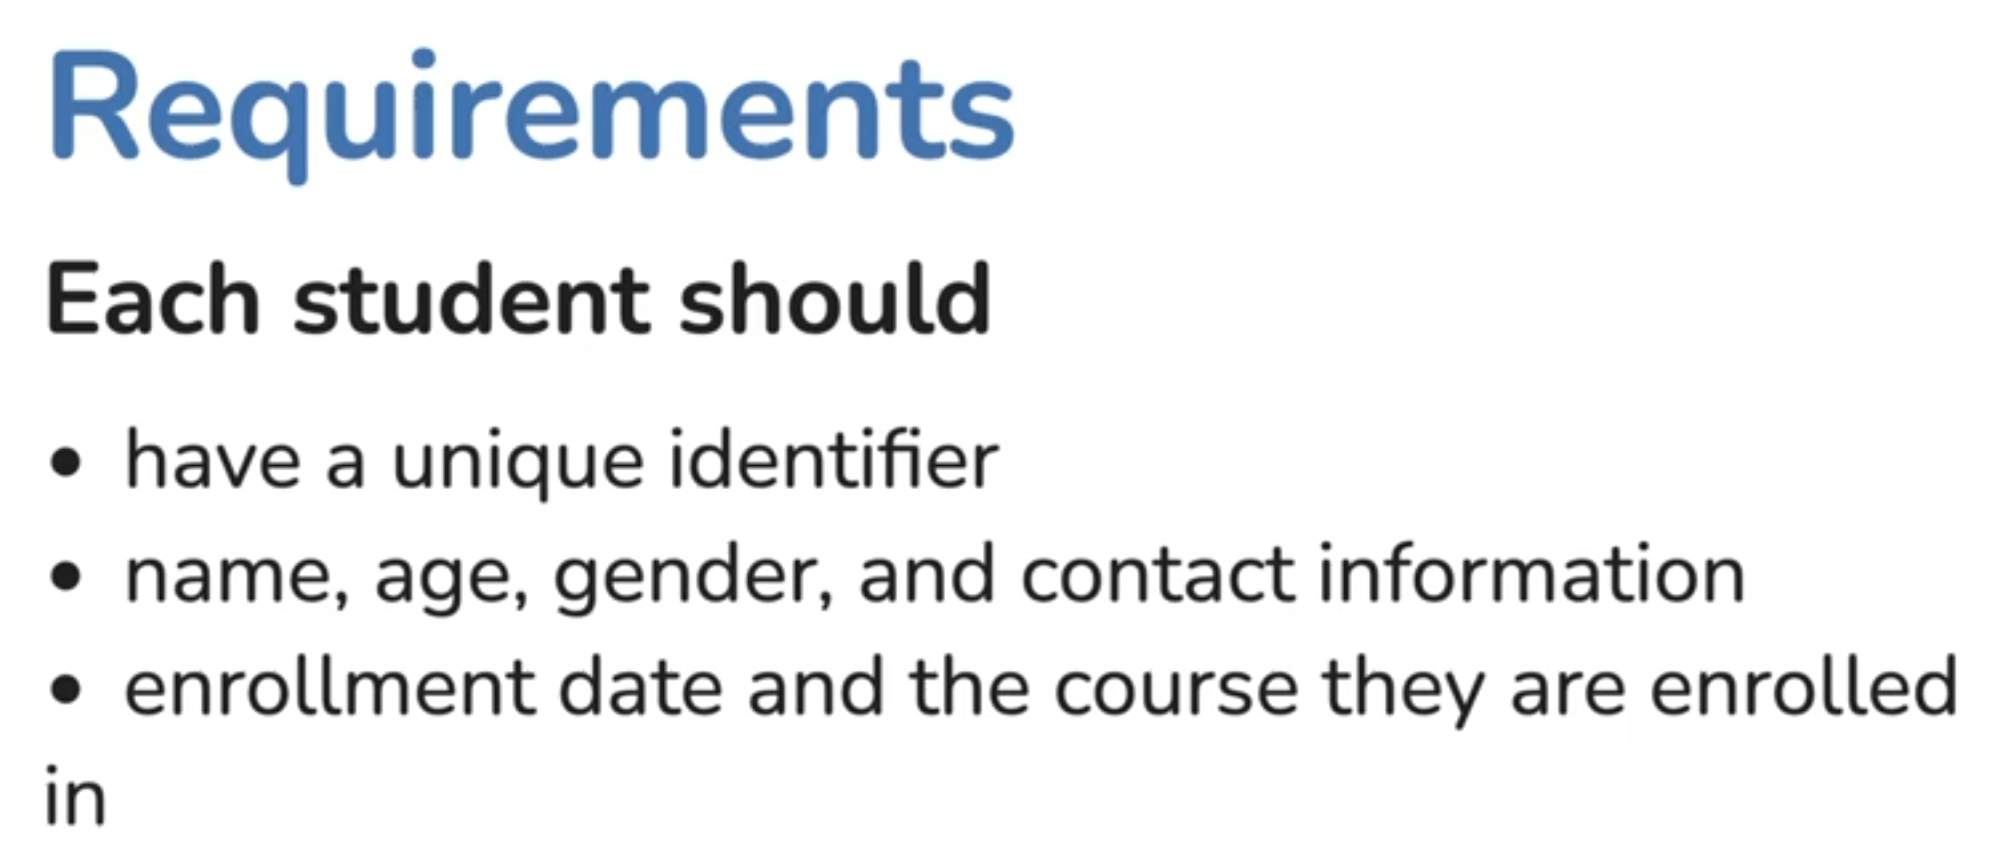 Requirements
Each student should
• have a unique identifier
• name, age, gender, and contact information
• enrollment date and the course they are enrolled
in